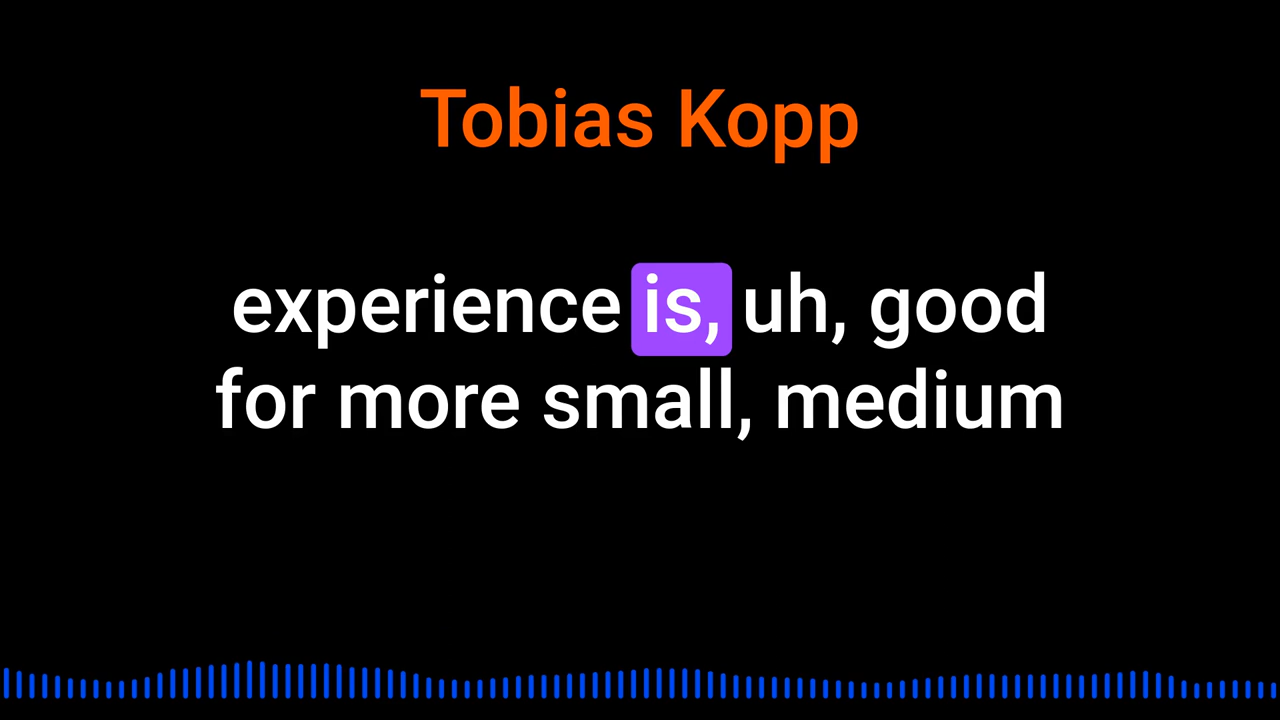 Tobias Kopp
experience is, uh, good
for more small, medium